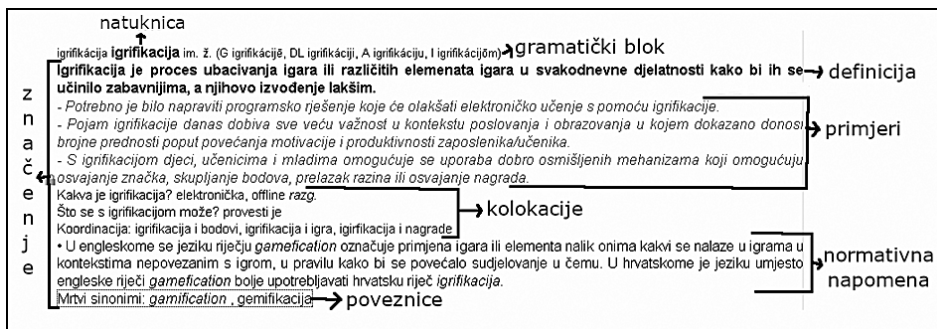 natuknica
igrifikácija igrifikacija im. ž. (G igrifikácijē, DL igrifikáciji, A igrifikáciju, I igrifikácijōm) gramatički blok
Igrifikacija je proces ubacivanja igara ili različitih elemenata igara u svakodnevne djelatnosti kako bi ih se definicija
učinilo zabavnijima, a njihovo izvođenje lakšim.
- Potrebno je bilo napraviti programsko rješenje koje će olakšati elektroničko učenje s pomoću igrifikacije.
- Pojam igrifikacije danas dobiva sve veću važnost u kontekstu poslovanja i obrazovanja u kojem dokazano donosi
brojne prednosti poput povećanja motivacije i produktivnosti zaposlenika/učenika.
primjeri
- S igrifikacijom djeci, učenicima i mladima omogućuje se uporaba dobro osmišljenih mehanizama koji omogućuju
osvajanje značka, skupljanje bodova, prelazak razina ili osvajanje nagrada.
Kakva je igrifikacija? elektronička, offline razg.
Što se s igrifikacijom može? provesti je
kolokacije
Koordinacija: igrifikacija i bodovi, igrifikacija i igra, igirfikacija i nagrade
• U engleskome se jeziku riječju gamefication označuje primjena igara ili elementa nalik onima kakvi se nalaze u igrama u
kontekstima nepovezanim s igrom, u pravilu kako bi se povećalo sudjelovanje u čemu. U hrvatskome je jeziku umjesto
engleske riječi gamefication bolje upotrebljavati hrvatsku riječ igrifikacija.
normativna
napomena
Mrtvi sinonimi: gamification , gemifikacija poveznice
značenje